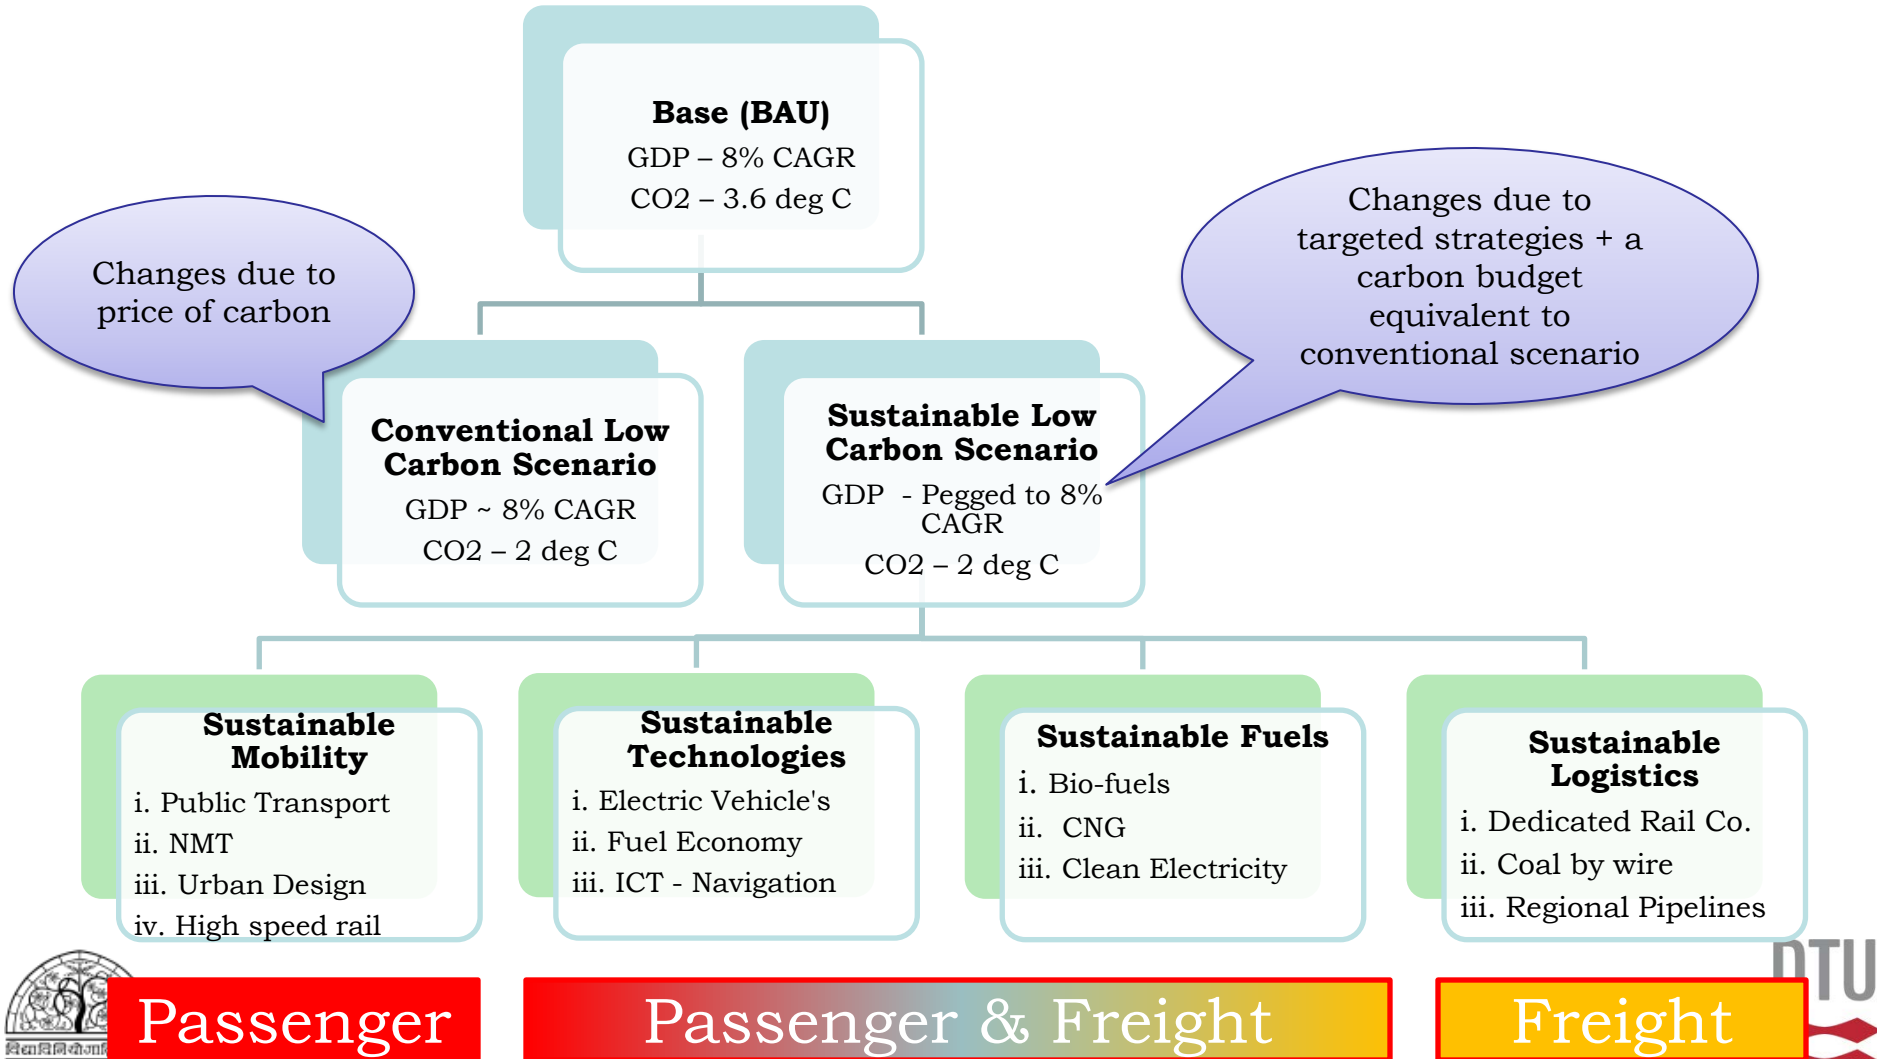 Base (BAU)
GDP – 8% CAGR
CO2 – 3.6 deg C
Changes due to
price of carbon
Changes due to
targeted strategies + a
carbon budget
equivalent to
conventional scenario
Conventional Low
Carbon Scenario
GDP ~ 8% CAGR
CO2 – 2 deg C
Sustainable Low
Carbon Scenario
GDP - Pegged to 8%
CAGR
CO2 – 2 deg C
Sustainable
Mobility
i. Public Transport
ii. NMT
iii. Urban Design
iv. High speed rail
Sustainable
Technologies
i. Electric Vehicle's
ii. Fuel Economy
iii. ICT - Navigation
Sustainable Fuels
i. Bio-fuels
ii. CNG
iii. Clean Electricity
Sustainable
Logistics
i. Dedicated Rail Co.
ii. Coal by wire
iii. Regional Pipelines
DTU
Passenger
Passenger & Freight
Freight